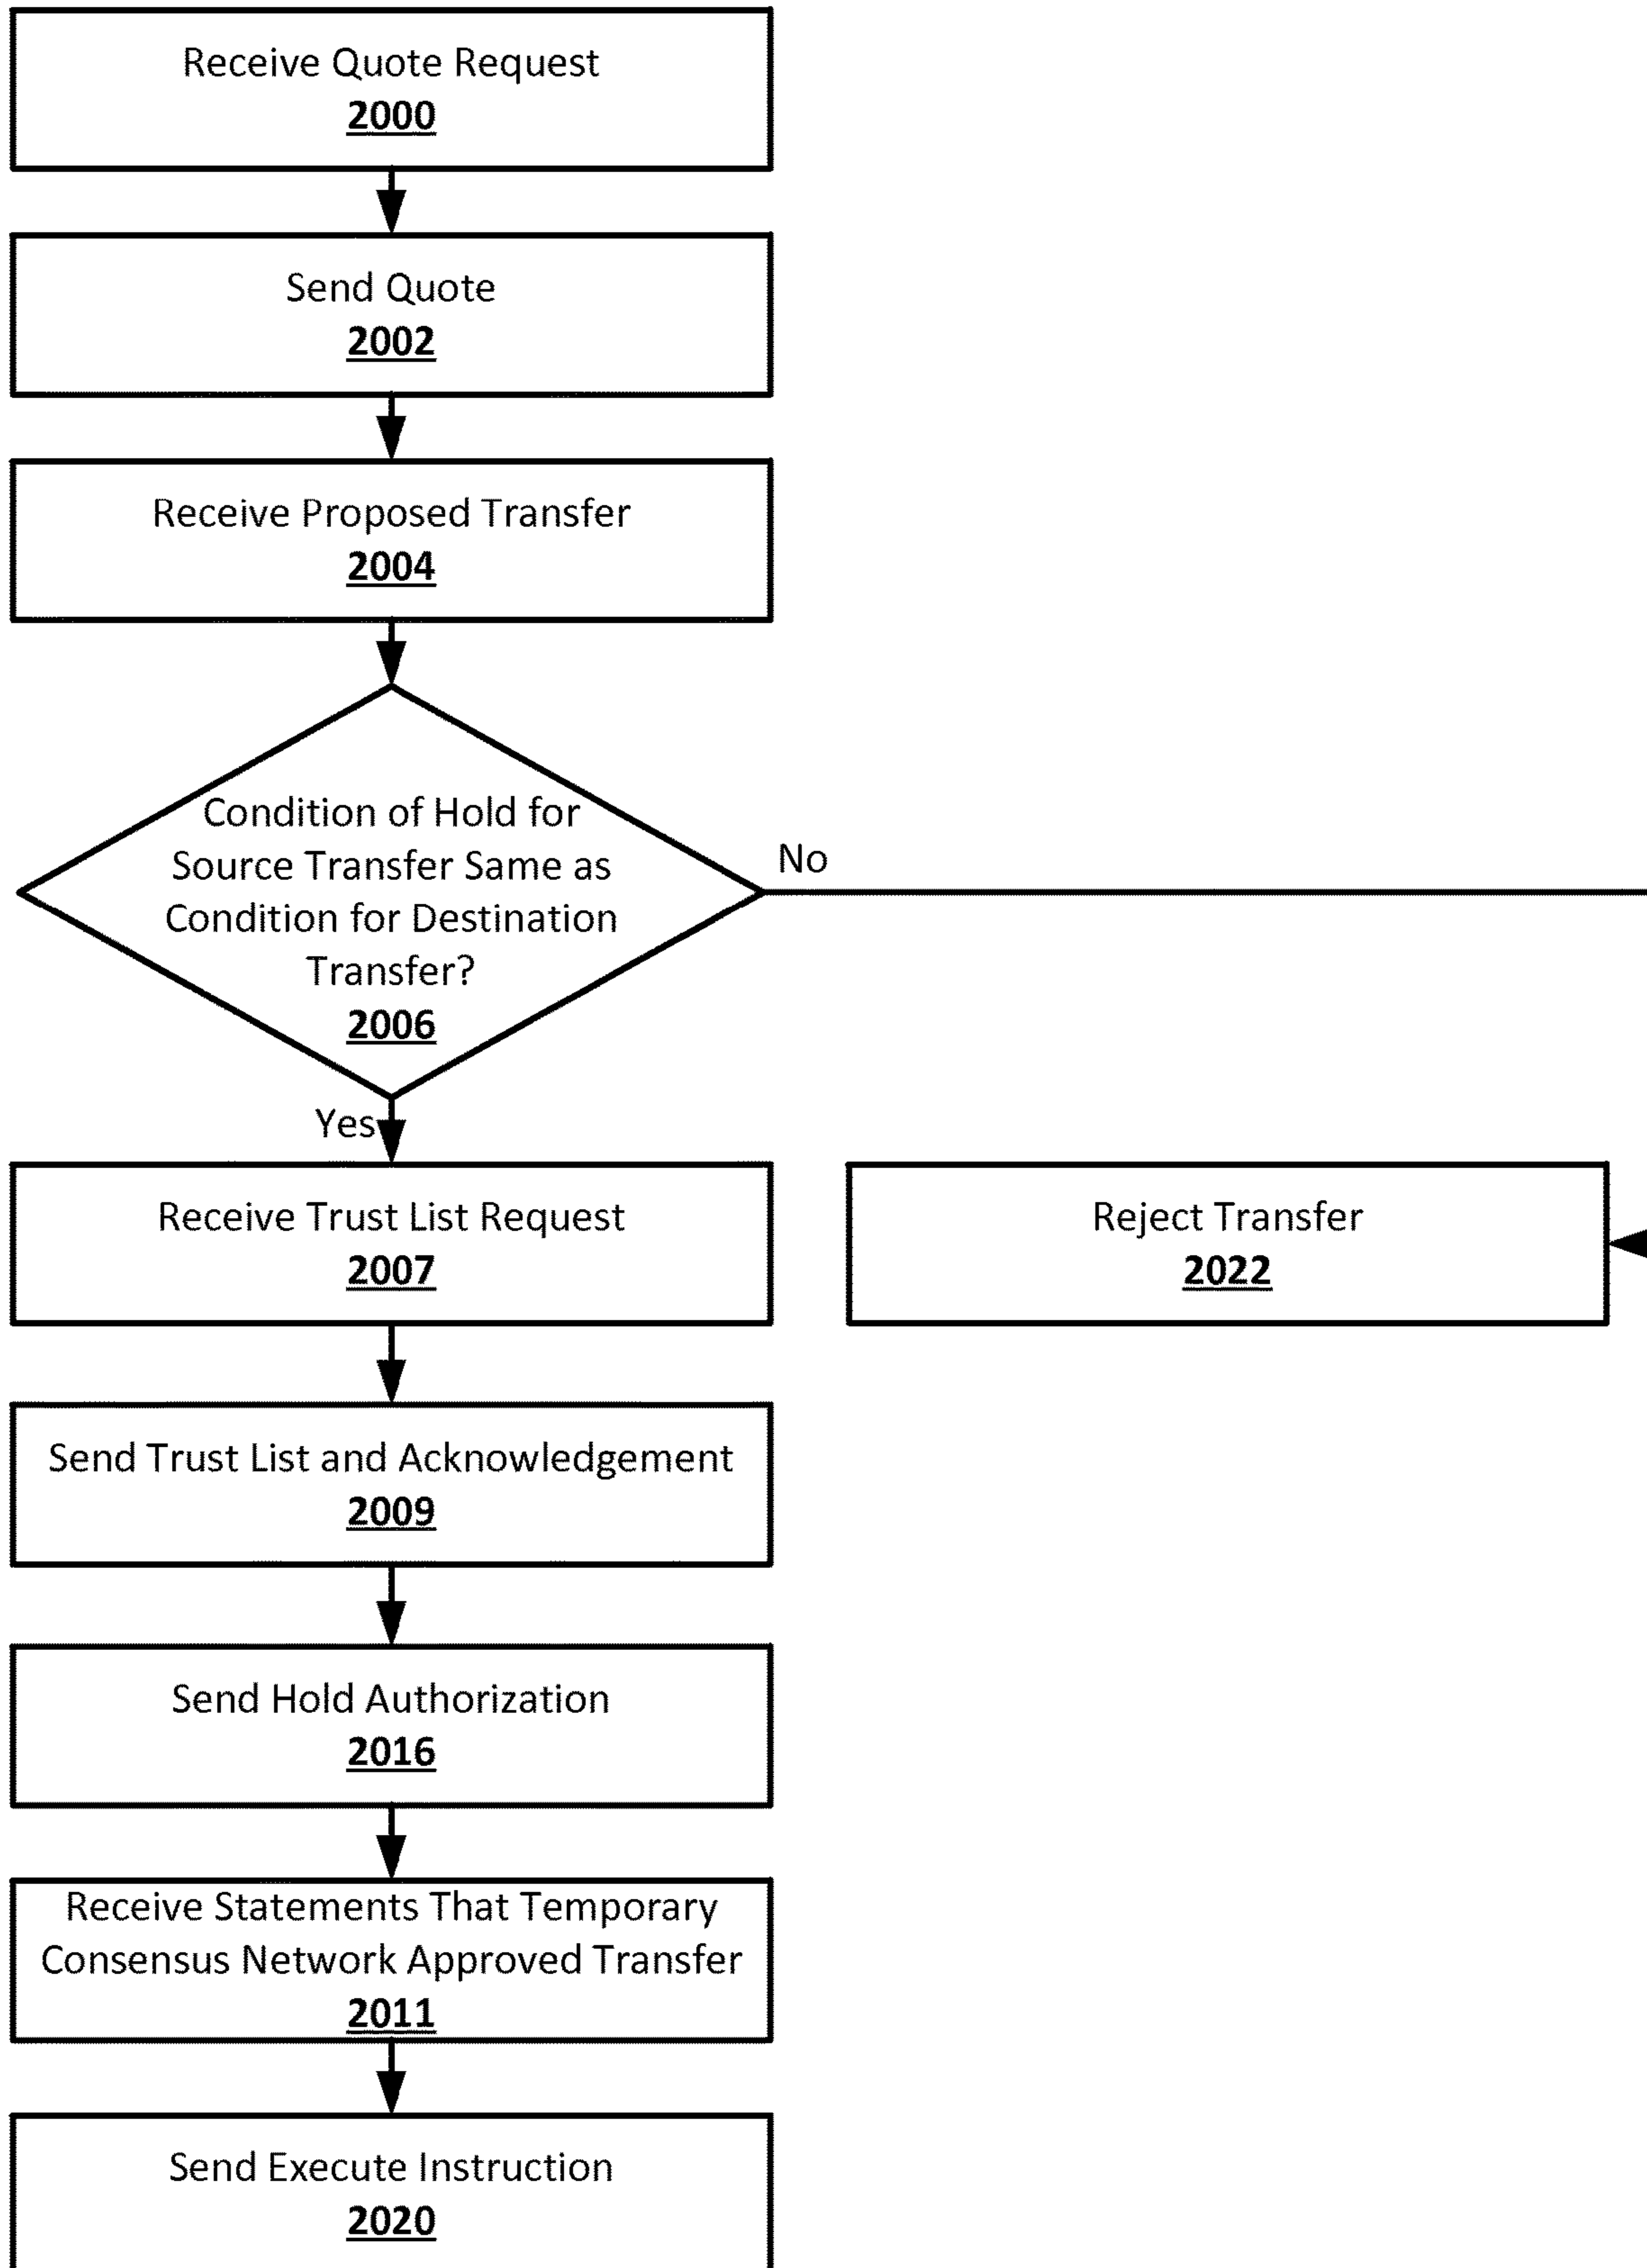 Receive Quote Request
2000
Send Quote
2002
Receive Proposed Transfer
2004
Condition of Hold for
Source Transfer Same as
Condition for Destination
Transfer?
2006
No
Yes
Receive Trust List Request
2007
Reject Transfer
2022
Send Trust List and Acknowledgement
2009
Send Hold Authorization
2016
Receive Statements That Temporary
Consensus Network Approved Transfer
2011
Send Execute Instruction
2020